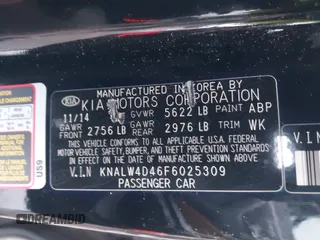 MANUFACTURED IN KOREA BY
KIA KIA MOTORS CORPORATION
11/14 GVWR 5622 LB PAINT ABP
GAWR FRONT 2756 LB GAWR REAR 2976 LB TRIM WK
THIS VEHICLE CONFORMS TO ALL APPLICABLE FEDERAL
MOTOR VEHICLE SAFETY, BUMPER, AND THEFT PREVENTION
STANDARDS IN EFFECT ON THE DATE OF MANUFACTURE
SHOWN ABOVE.
V.I.N KNALW4D46F6025309
PASSENGER CAR
US9
V.I.N
DREAMBID